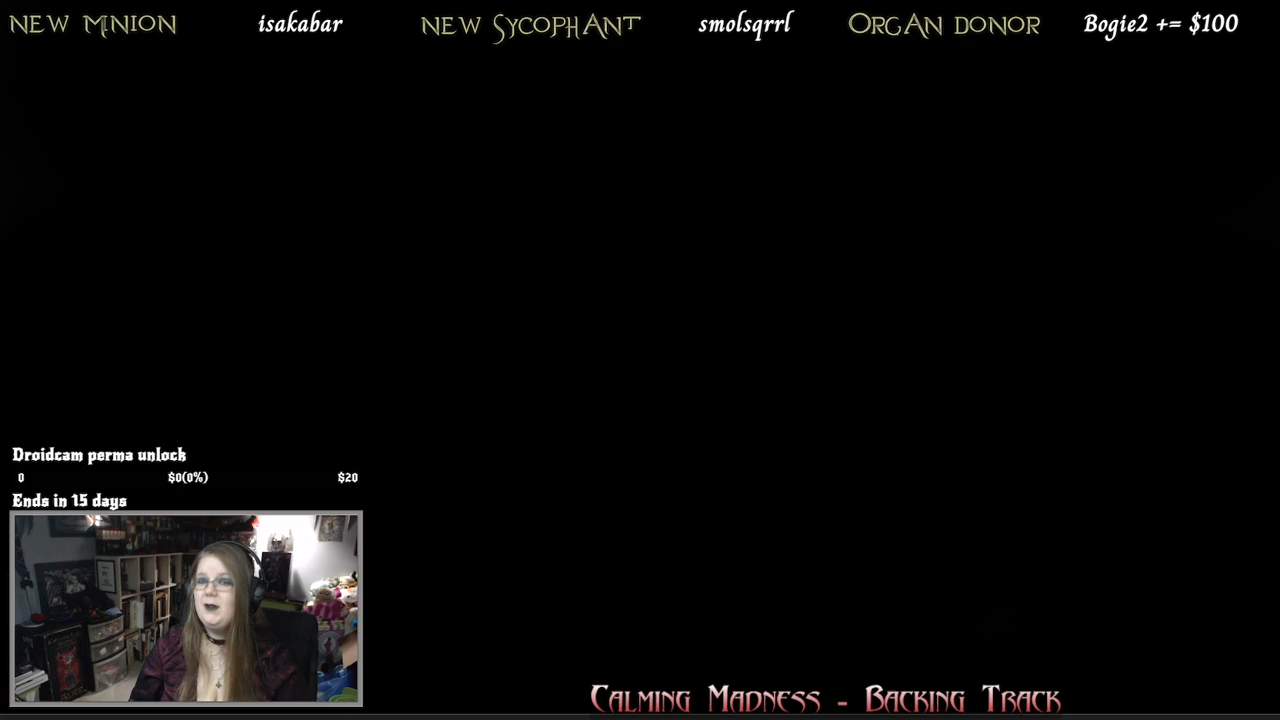 NEW MINION isakabar NEW SYCOPHANT smolsqrrl ORGAN DONOR Bogie2 += $100
Droidcam perma unlock
0 $0(0%) $20
Ends in 15 days
CALMING MADNESS - BACKING TRACK